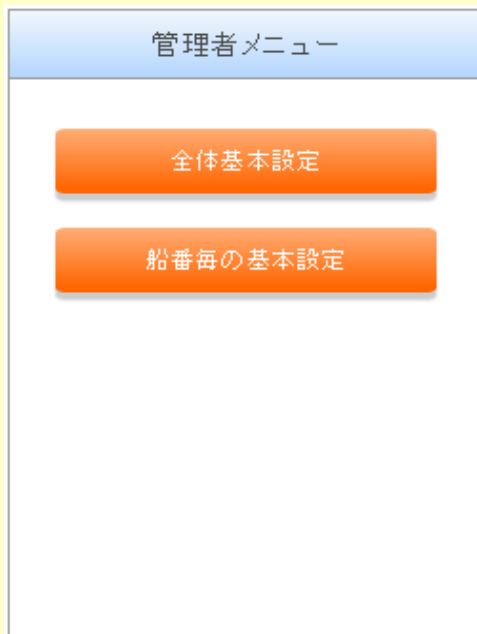 管理者メニュー
全体基本設定
船番毎の基本設定